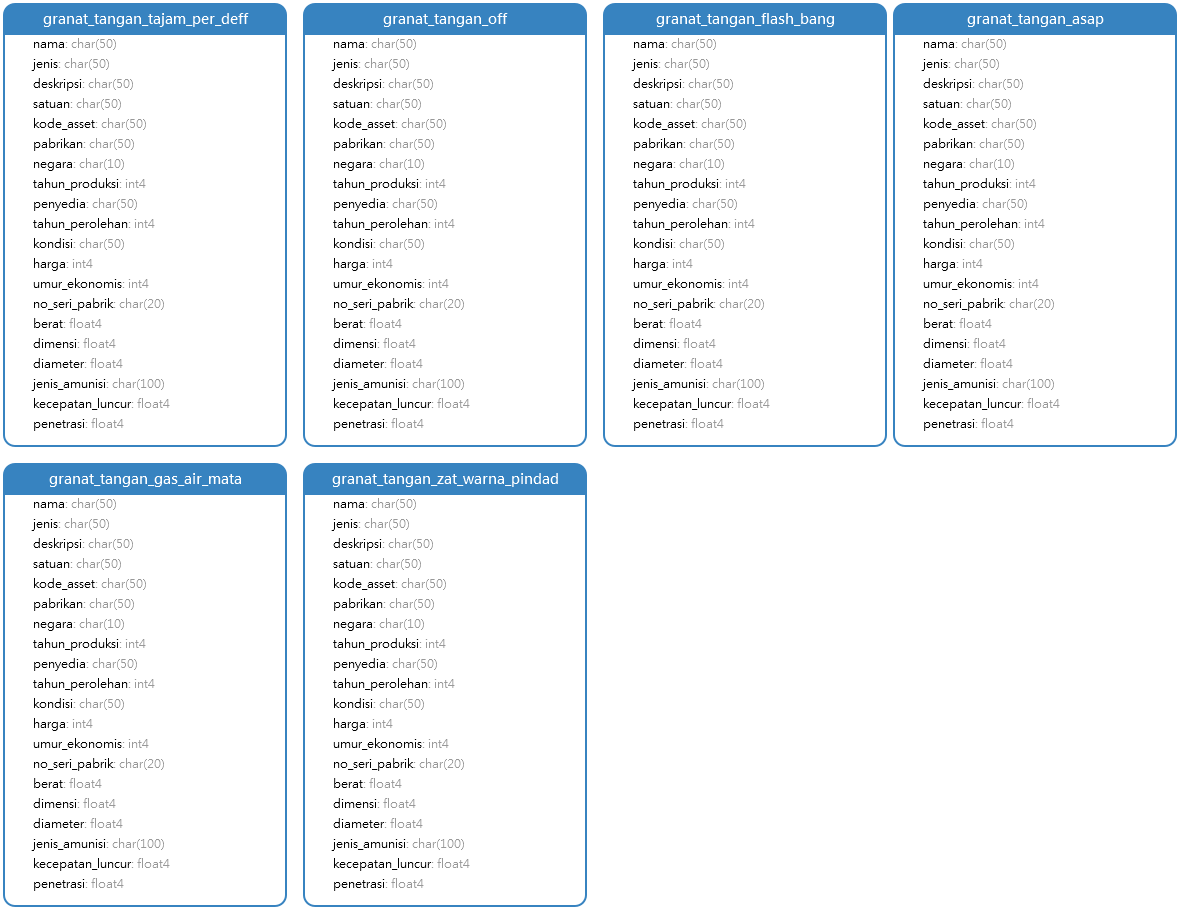 granat_tangan_tajam_per_deff
nama: char(50)
jenis: char(50)
deskripsi: char(50)
satuan: char(50)
kode_asset: char(50)
pabrikan: char(50)
negara: char(10)
tahun_produksi: int4
penyedia: char(50)
tahun_perolehan: int4
kondisi: char(50)
harga: int4
umur_ekonomis: int4
no_seri_pabrik: char(20)
berat: float4
dimensi: float4
diameter: float4
jenis_amunisi: char(100)
kecepatan_luncur: float4
penetrasi: float4
granat_tangan_off
nama: char(50)
jenis: char(50)
deskripsi: char(50)
satuan: char(50)
kode_asset: char(50)
pabrikan: char(50)
negara: char(10)
tahun_produksi: int4
penyedia: char(50)
tahun_perolehan: int4
kondisi: char(50)
harga: int4
umur_ekonomis: int4
no_seri_pabrik: char(20)
berat: float4
dimensi: float4
diameter: float4
jenis_amunisi: char(100)
kecepatan_luncur: float4
penetrasi: float4
granat_tangan_flash_bang
nama: char(50)
jenis: char(50)
deskripsi: char(50)
satuan: char(50)
kode_asset: char(50)
pabrikan: char(50)
negara: char(10)
tahun_produksi: int4
penyedia: char(50)
tahun_perolehan: int4
kondisi: char(50)
harga: int4
umur_ekonomis: int4
no_seri_pabrik: char(20)
berat: float4
dimensi: float4
diameter: float4
jenis_amunisi: char(100)
kecepatan_luncur: float4
penetrasi: float4
granat_tangan_asap
nama: char(50)
jenis: char(50)
deskripsi: char(50)
satuan: char(50)
kode_asset: char(50)
pabrikan: char(50)
negara: char(10)
tahun_produksi: int4
penyedia: char(50)
tahun_perolehan: int4
kondisi: char(50)
harga: int4
umur_ekonomis: int4
no_seri_pabrik: char(20)
berat: float4
dimensi: float4
diameter: float4
jenis_amunisi: char(100)
kecepatan_luncur: float4
penetrasi: float4
granat_tangan_gas_air_mata
nama: char(50)
jenis: char(50)
deskripsi: char(50)
satuan: char(50)
kode_asset: char(50)
pabrikan: char(50)
negara: char(10)
tahun_produksi: int4
penyedia: char(50)
tahun_perolehan: int4
kondisi: char(50)
harga: int4
umur_ekonomis: int4
no_seri_pabrik: char(20)
berat: float4
dimensi: float4
diameter: float4
jenis_amunisi: char(100)
kecepatan_luncur: float4
penetrasi: float4
granat_tangan_zat_warna_pindad
nama: char(50)
jenis: char(50)
deskripsi: char(50)
satuan: char(50)
kode_asset: char(50)
pabrikan: char(50)
negara: char(10)
tahun_produksi: int4
penyedia: char(50)
tahun_perolehan: int4
kondisi: char(50)
harga: int4
umur_ekonomis: int4
no_seri_pabrik: char(20)
berat: float4
dimensi: float4
diameter: float4
jenis_amunisi: char(100)
kecepatan_luncur: float4
penetrasi: float4